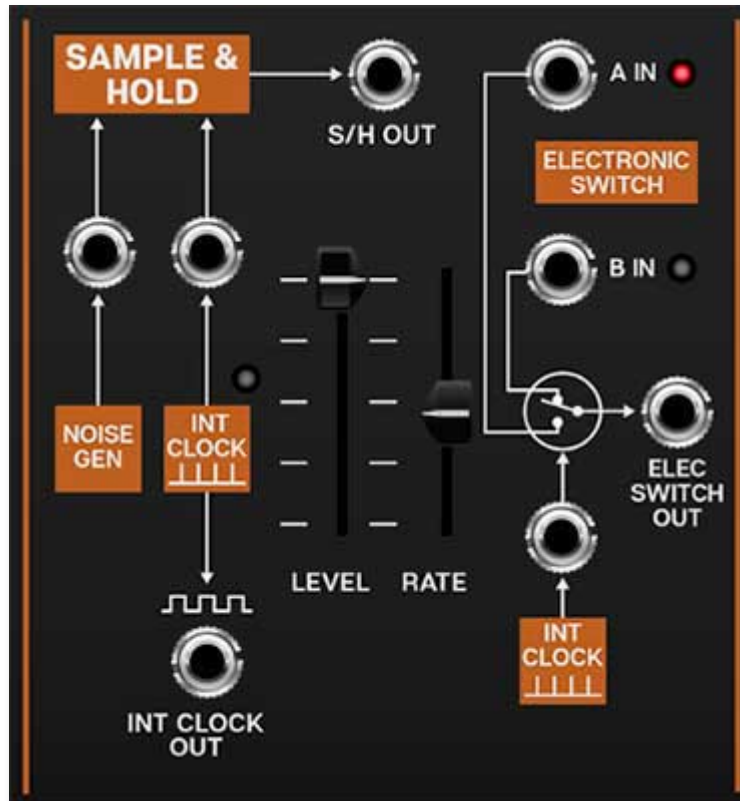 SAMPLE &
HOLD
S/H OUT
A IN
ELECTRONIC
SWITCH
B IN
NOISE
GEN
INT
CLOCK
LEVEL
RATE
ELEC
SWITCH
OUT
INT
CLOCK
INT CLOCK
OUT